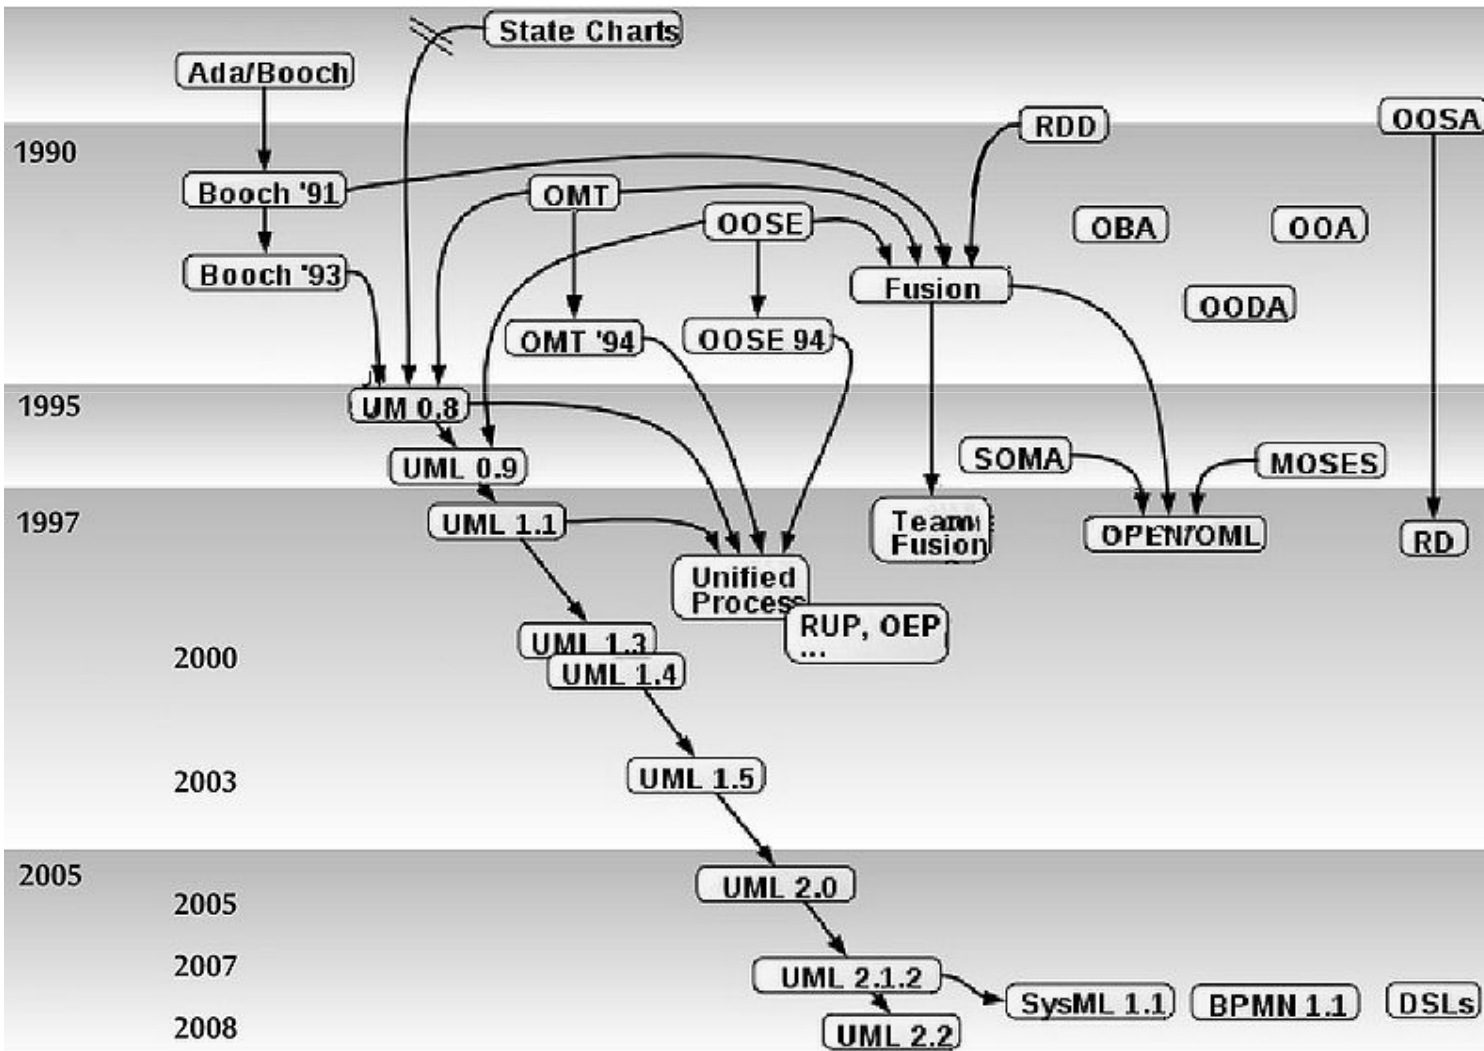 State Charts
Ada/Booch
RDD
OOSA
1990
Booch '91
OMT
OOSE
OBA
OOA
Booch '93
Fusion
OODA
OMT '94
OOSE 94
1995
UM 0.8
UML 0.9
SOMA
MOSES
1997
UML 1.1
Team
Fusion
OPEN/OML
RD
Unified
Process
RUP, OEP
...
UML 1.3
2000
UML 1.4
2003
UML 1.5
2005
UML 2.0
2005
2007
UML 2.1.2
SysML 1.1
BPMN 1.1
DSLs
2008
UML 2.2